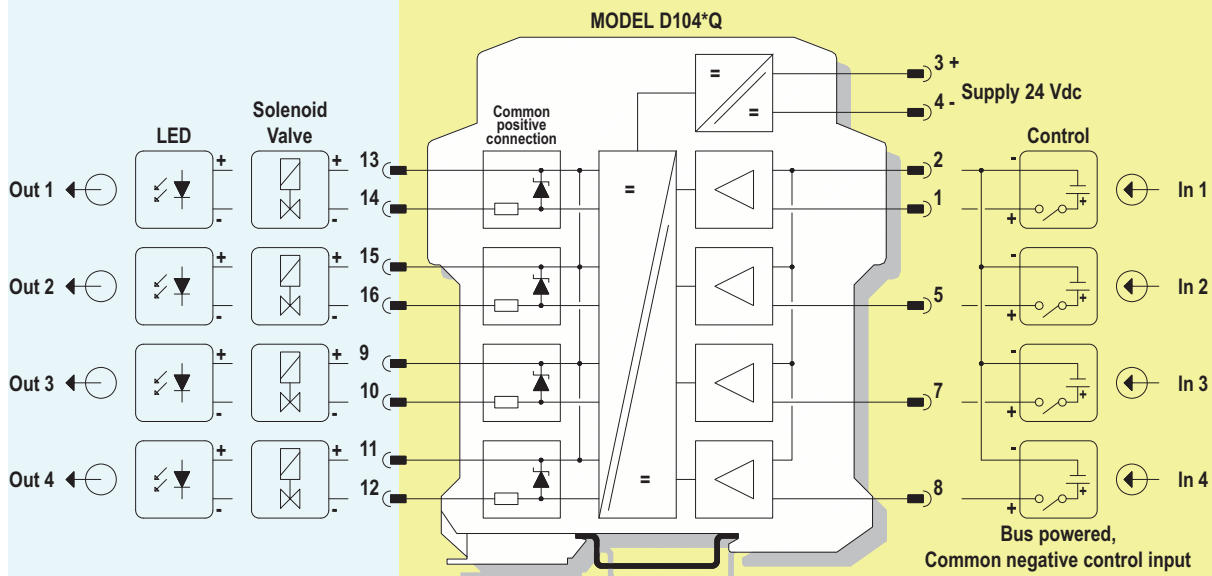 MODEL D104*Q
3 +
4 -
Supply 24 Vdc
LED
Solenoid
Valve
Common
positive
connection
Control
Out 1
+
-
+
-
13
14
=
=
=
=
2
1
-
+
+
In 1
Out 2
+
-
+
-
15
16
5
-
+
+
In 2
Out 3
+
-
+
-
9
10
7
-
+
+
In 3
Out 4
+
-
+
-
11
12
8
-
+
+
In 4
Bus powered,
Common negative control input